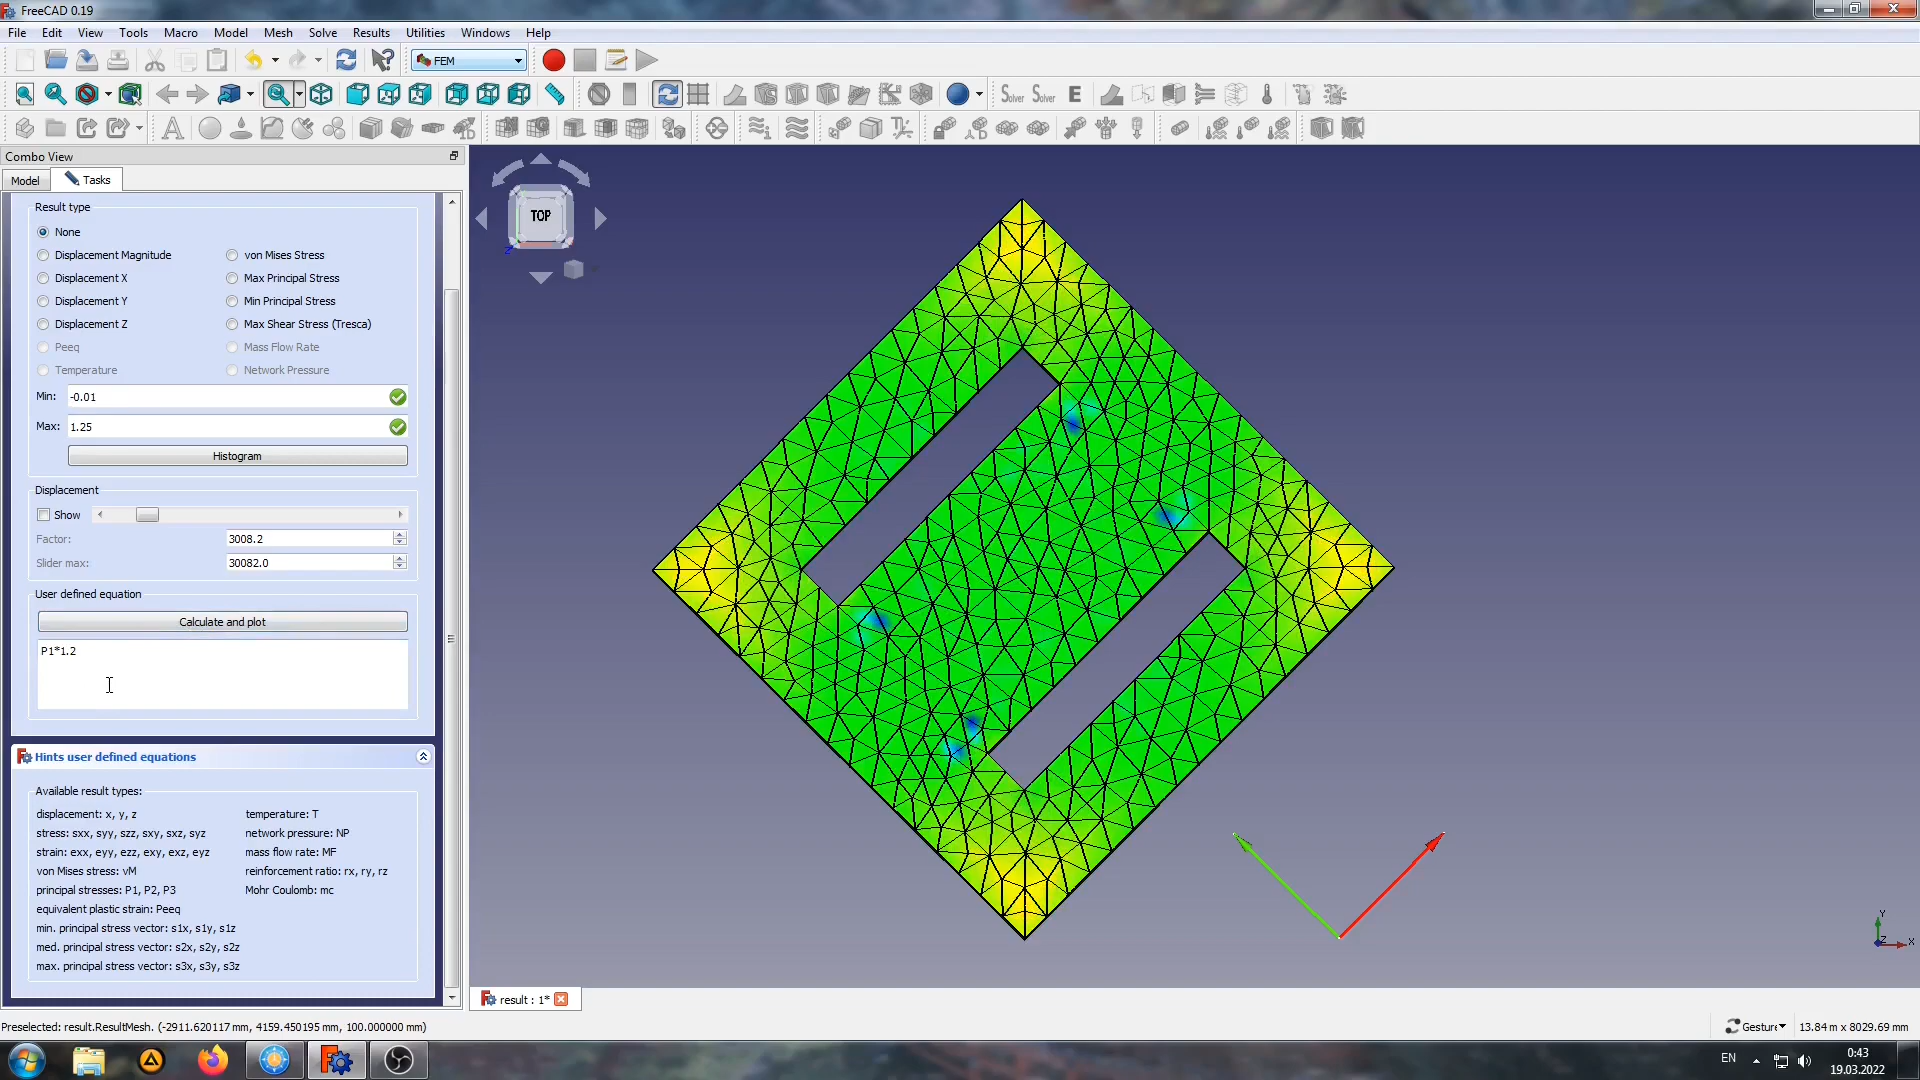 FreeCAD 0.19
File Edit View Tools Macro Model Mesh Solve Results Utilities Windows Help
FEM
Solver Solver E
Combo View
Model Tasks
Result type
None
Displacement Magnitude von Mises Stress
Displacement X Max Principal Stress
Displacement Y Min Principal Stress
Displacement Z Max Shear Stress (Tresca)
Peeq Mass Flow Rate
Temperature Network Pressure
Min: -0.01
Max: 1.25
Histogram
Displacement
Show
Factor: 3008.2
Slider max: 30082.0
User defined equation
Calculate and plot
P1*1.2
Hints user defined equations
Available result types:
displacement: x, y, z temperature: T
stress: sxx, syy, szz, sxy, sxz, syz network pressure: NP
strain: exx, eyy, ezz, exy, exz, eyz mass flow rate: MF
von Mises stress: vM reinforcement ratio: rx, ry, rz
principal stresses: P1, P2, P3 Mohr Coulomb: mc
equivalent plastic strain: Peeq
min. principal stress vector: s1x, s1y, s1z
med. principal stress vector: s2x, s2y, s2z
max. principal stress vector: s3x, s3y, s3z
TOP
Z
Y
Z X
result : 1*
Preselected: result.ResultMesh. (-2911.620117 mm, 4159.450195 mm, 100.000000 mm)
Gesture 13.84 m x 8029.69 mm
EN
0:43
19.03.2022